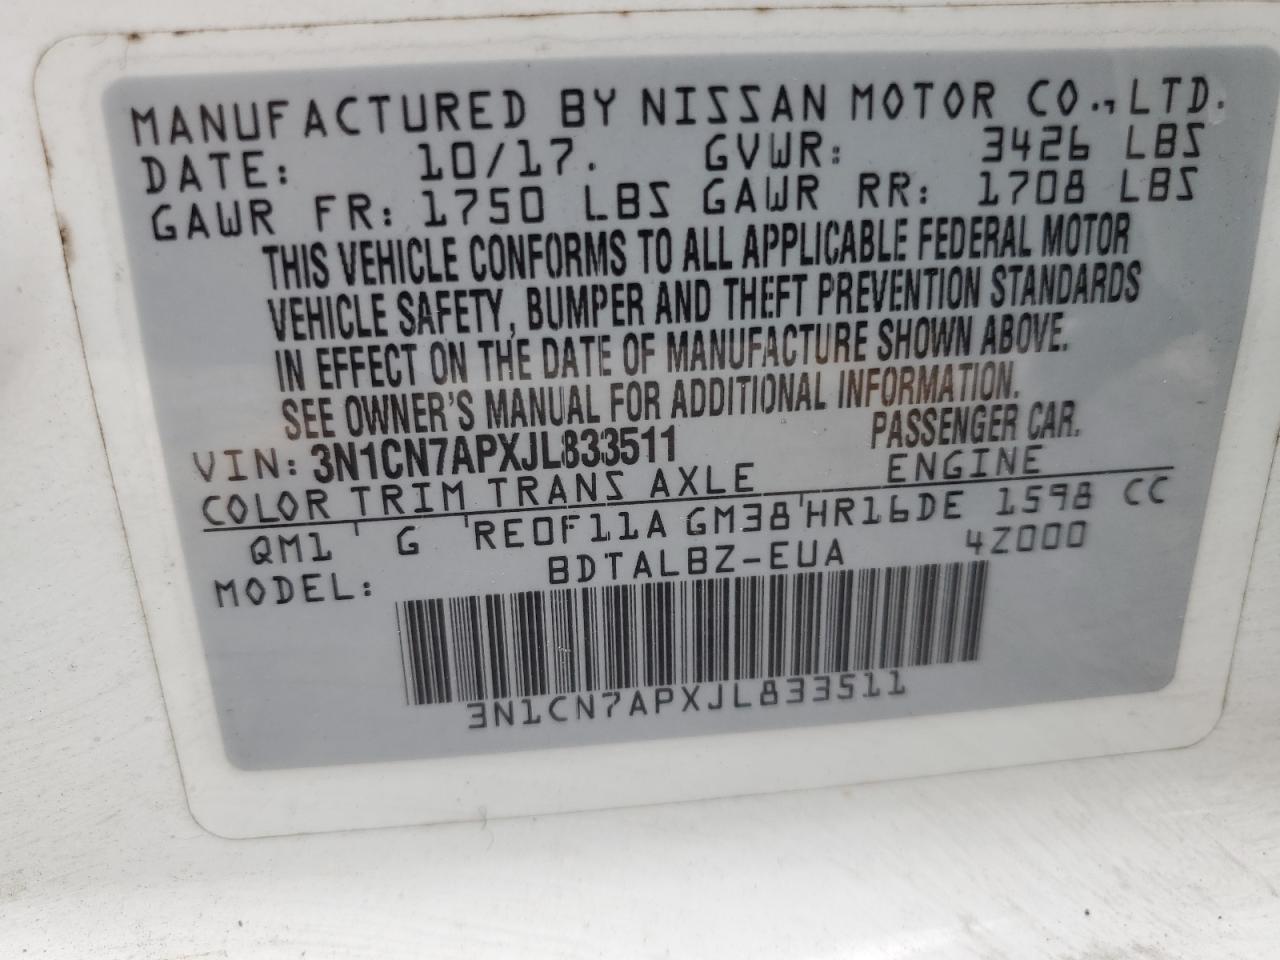 MANUFACTURED BY NISSAN MOTOR CO., LTD.
DATE: 10/17. GVWR: 3426 LBS
GAWR FR: 1750 LBS GAWR RR: 1708 LBS
THIS VEHICLE CONFORMS TO ALL APPLICABLE FEDERAL MOTOR
VEHICLE SAFETY, BUMPER AND THEFT PREVENTION STANDARDS
IN EFFECT ON THE DATE OF MANUFACTURE SHOWN ABOVE.
SEE OWNER'S MANUAL FOR ADDITIONAL INFORMATION.
VIN: 3N1CN7APXJL833511 PASSENGER CAR.
COLOR TRIM TRANS AXLE ENGINE
QM1 G RE0F11A GM38 HR16DE 1598 CC
MODEL: BDTALBZ-EUA 4Z000
3N1CN7APXJL833511